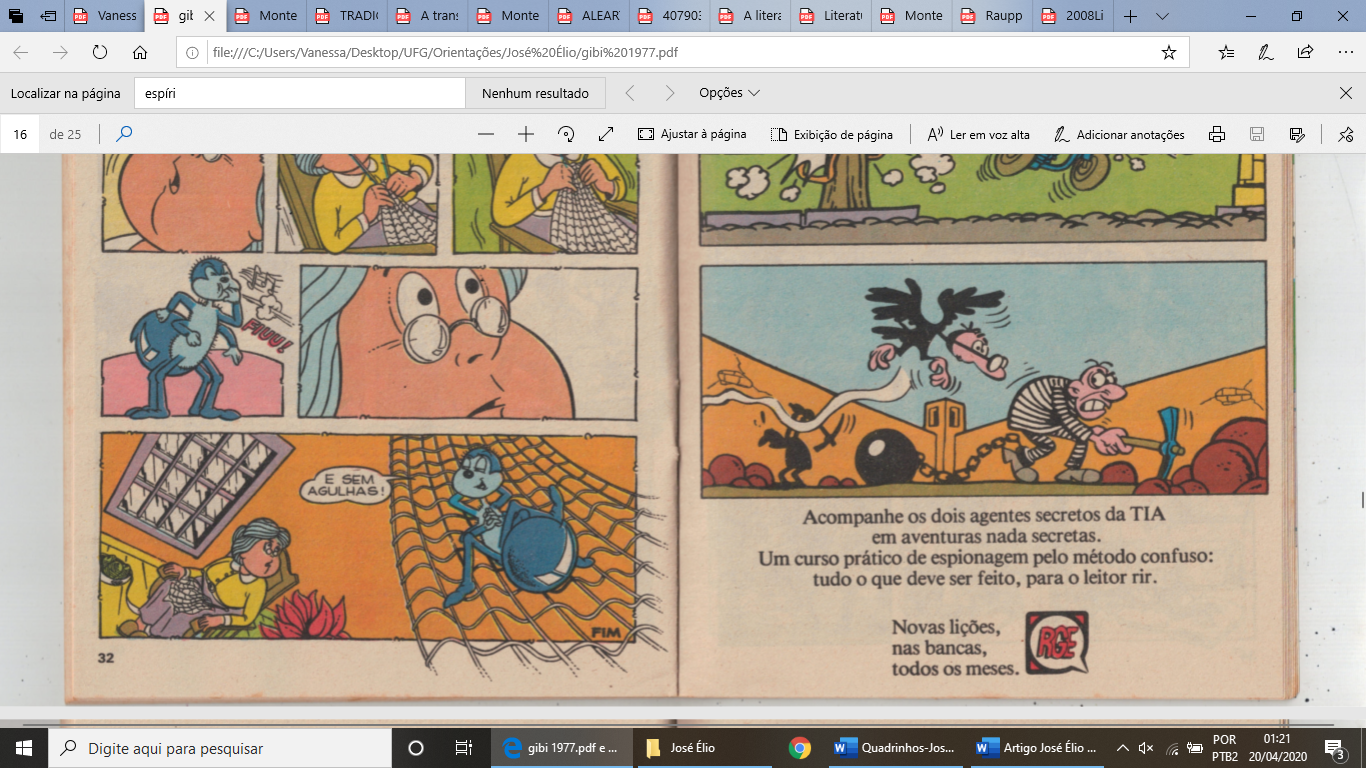 Vaness
gib
Monte
TRADIÇ
A trans
Monte
ALEAR
407903
A litera
Literatu
Monte
Raupp
2008Li
file:///C:/Users/Vanessa/Desktop/UFG/Orientações/José%20Élio/gibi%201977.pdf
Localizar na página
espíri
Nenhum resultado
Opções
16
de 25
Ajustar à página
Exibição de página
Ler em voz alta
Adicionar anotações
FIUU!
E SEM
AGULHAS!
FIM
32
Acompanhe os dois agentes secretos da TIA
em aventuras nada secretas.
Um curso prático de espionagem pelo método confuso:
tudo o que deve ser feito, para o leitor rir.
Novas lições,
nas bancas,
todos os meses.
RGE
Digite aqui para pesquisar
gibi 1977.pdf e ...
José Élio
Quadrinhos-Jos...
Artigo José Élio ...
POR
PTB2
01:21
20/04/2020
3